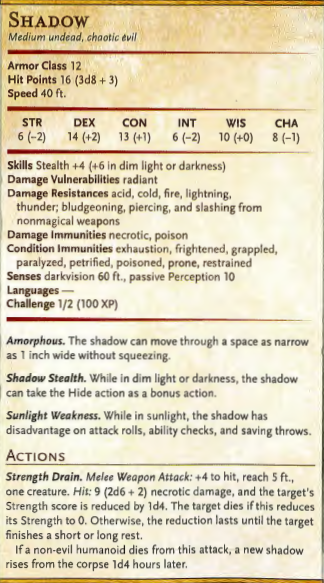 SHADOW
Medium undead, chaotic evil
Armor Class 12
Hit Points 16 (3d8 + 3)
Speed 40 ft.
STR DEX CON INT WIS CHA
6 (–2) 14 (+2) 13 (+1) 6 (–2) 10 (+0) 8 (–1)
Skills Stealth +4 (+6 in dim light or darkness)
Damage Vulnerabilities radiant
Damage Resistances acid, cold, fire, lightning,
thunder; bludgeoning, piercing, and slashing from
nonmagical weapons
Damage Immunities necrotic, poison
Condition Immunities exhaustion, frightened, grappled,
paralyzed, petrified, poisoned, prone, restrained
Senses darkvision 60 ft., passive Perception 10
Languages —
Challenge 1/2 (100 XP)
Amorphous. The shadow can move through a space as narrow
as 1 inch wide without squeezing.
Shadow Stealth. While in dim light or darkness, the shadow
can take the Hide action as a bonus action.
Sunlight Weakness. While in sunlight, the shadow has
disadvantage on attack rolls, ability checks, and saving throws.
ACTIONS
Strength Drain. Melee Weapon Attack: +4 to hit, reach 5 ft.,
one creature. Hit: 9 (2d6 + 2) necrotic damage, and the target's
Strength score is reduced by 1d4. The target dies if this reduces
its Strength to 0. Otherwise, the reduction lasts until the target
finishes a short or long rest.
If a non-evil humanoid dies from this attack, a new shadow
rises from the corpse 1d4 hours later.